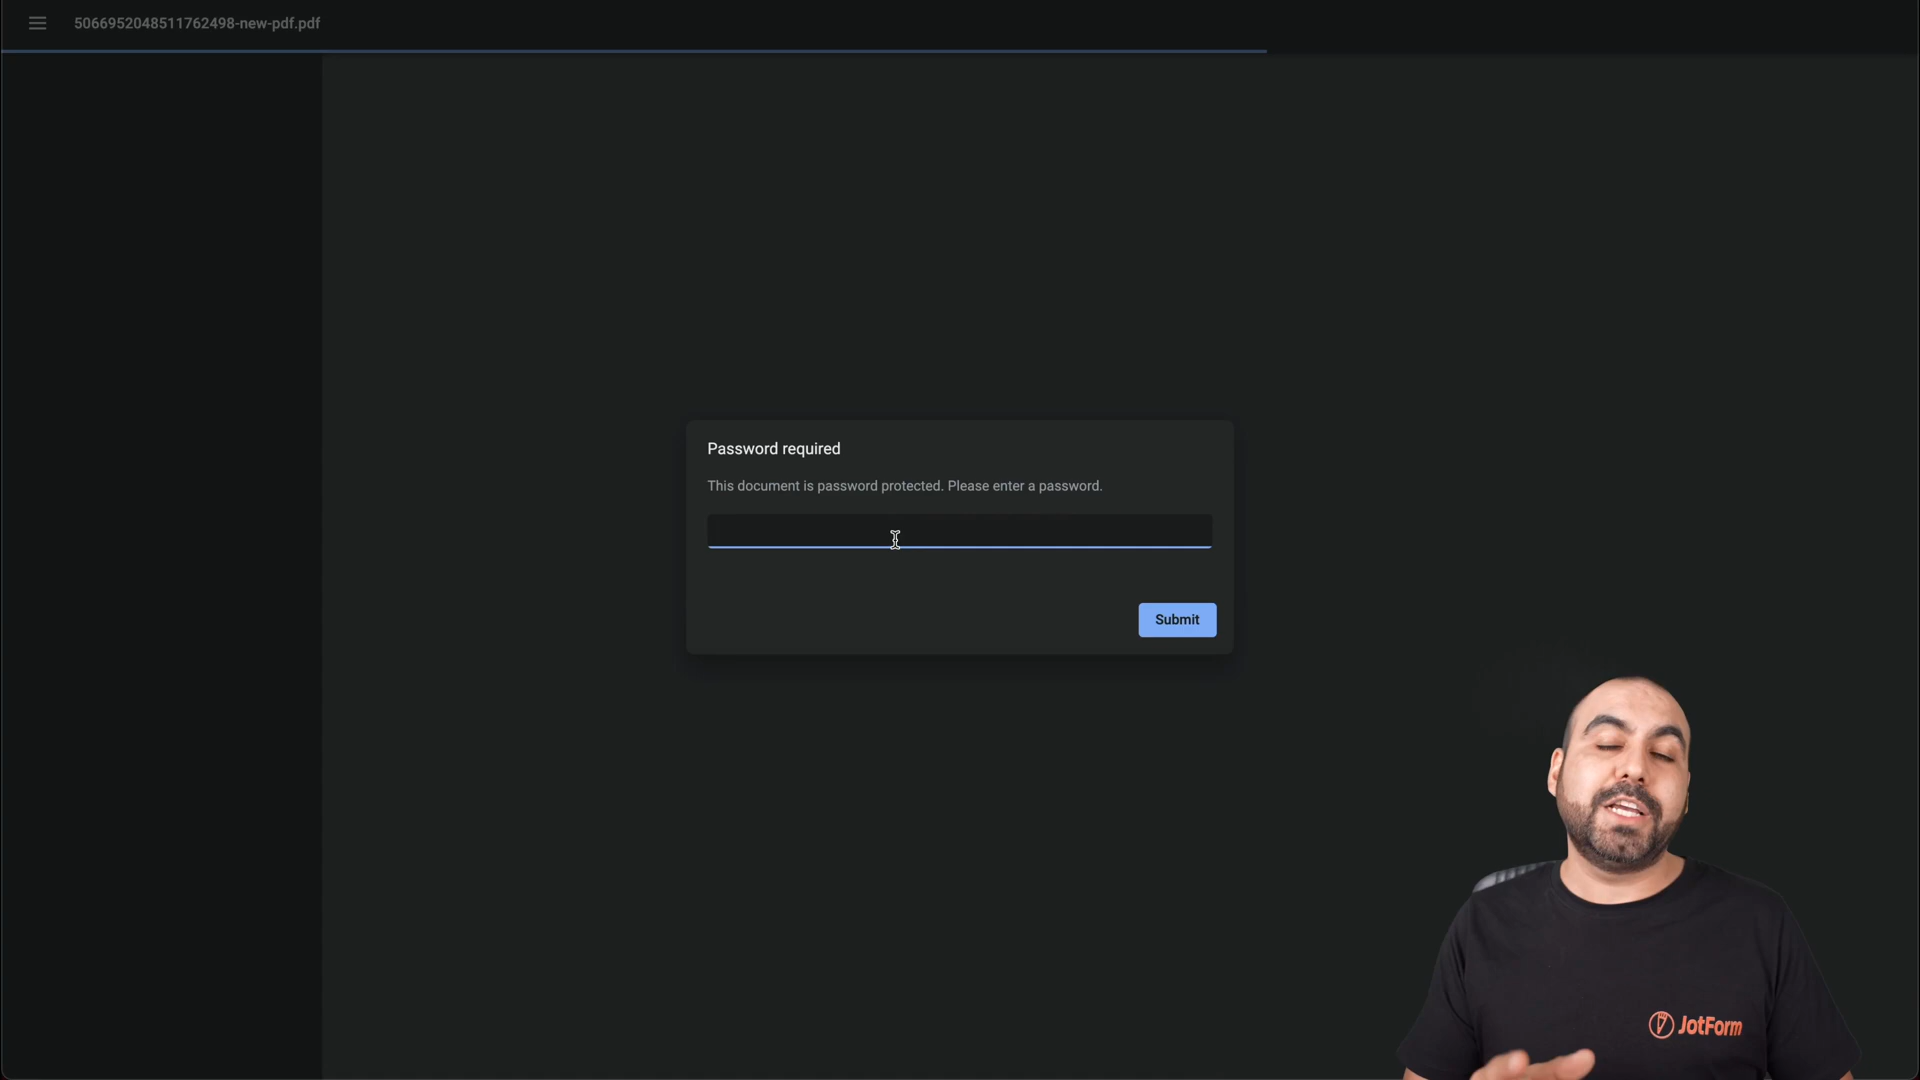 5066952048511762498-new-pdf.pdf
Password required
This document is password protected. Please enter a password.
Submit
JotForm